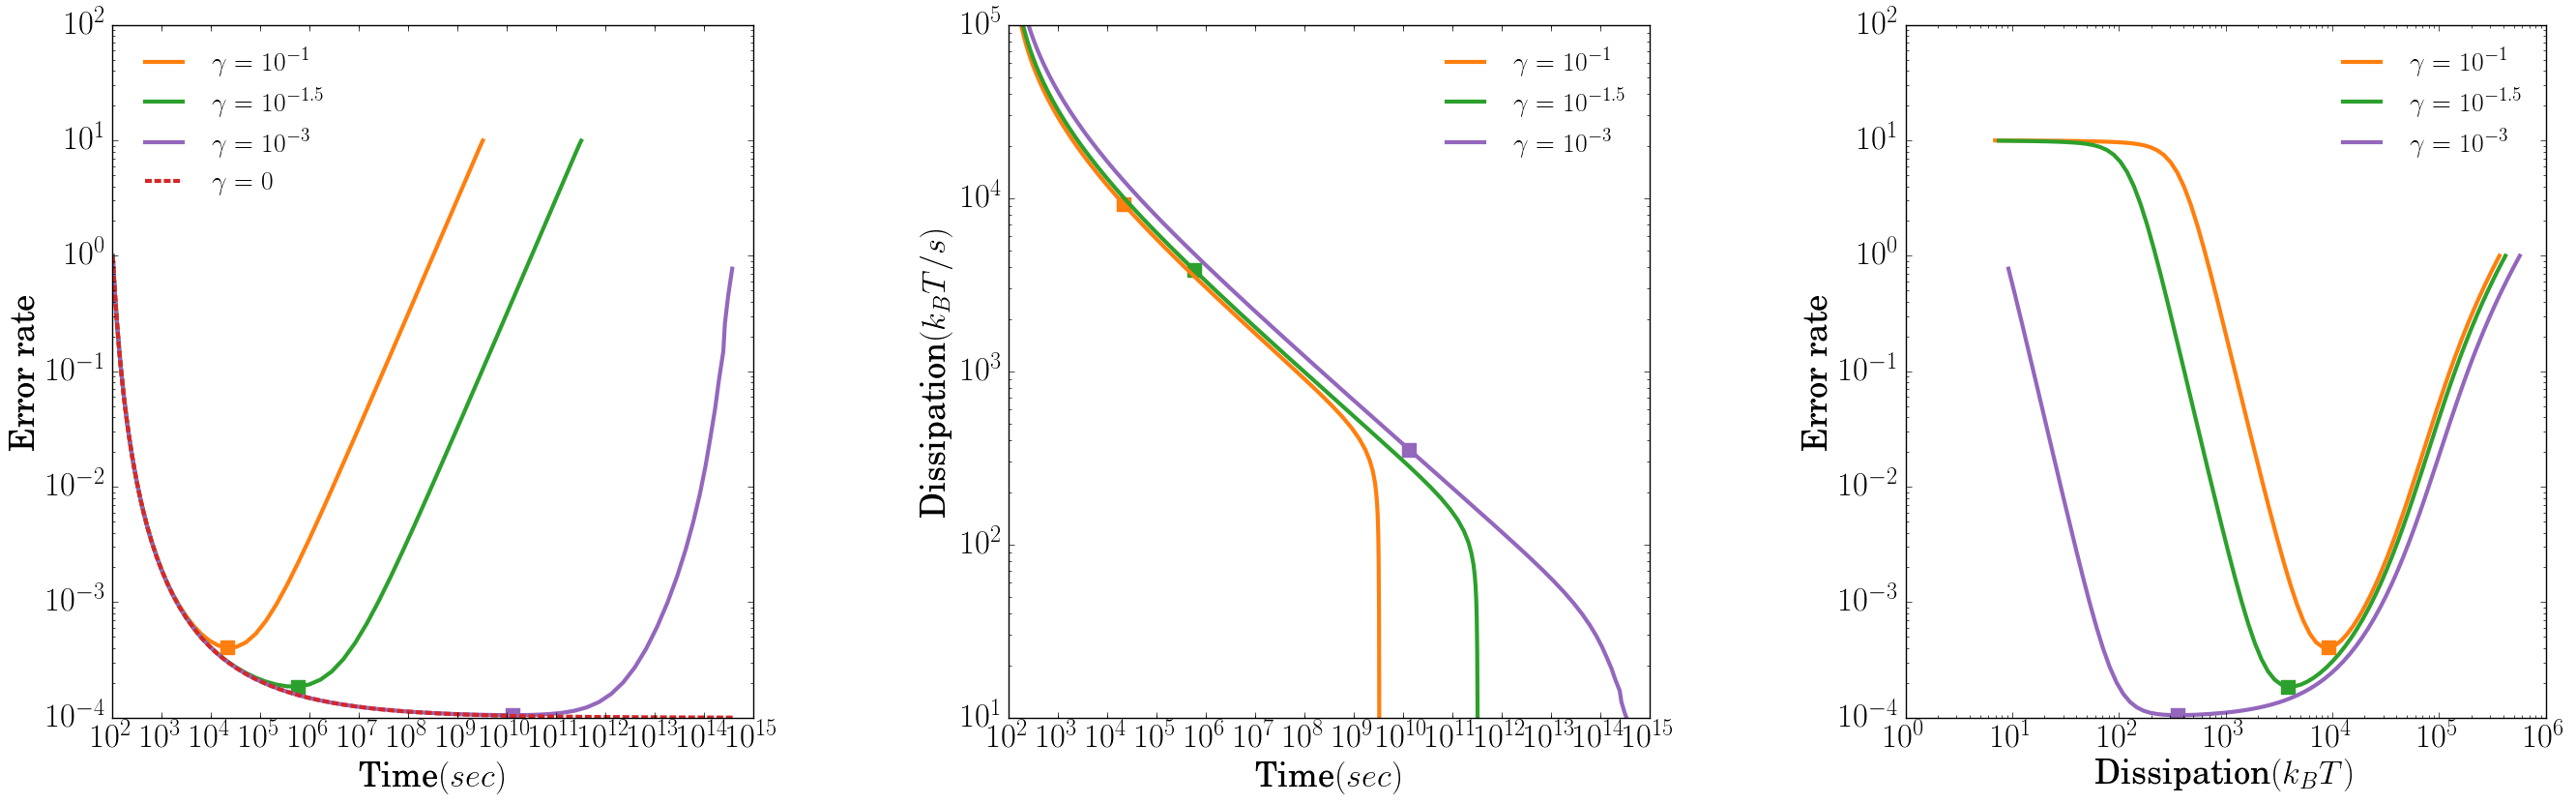 10^2
10^1
10^0
10^-1
10^-2
10^-3
10^-4
Error rate
γ = 10^-1
γ = 10^-1.5
γ = 10^-3
γ = 0
10^2 10^3 10^4 10^5 10^6 10^7 10^8 10^9 10^10 10^11 10^12 10^13 10^14 10^15
Time(sec)
10^5
10^4
10^3
10^2
10^1
Dissipation(k_BT/s)
γ = 10^-1
γ = 10^-1.5
γ = 10^-3
10^2 10^3 10^4 10^5 10^6 10^7 10^8 10^9 10^10 10^11 10^12 10^13 10^14 10^15
Time(sec)
10^2
10^1
10^0
10^-1
10^-2
10^-3
10^-4
Error rate
γ = 10^-1
γ = 10^-1.5
γ = 10^-3
10^0 10^1 10^2 10^3 10^4 10^5 10^6
Dissipation(k_BT)